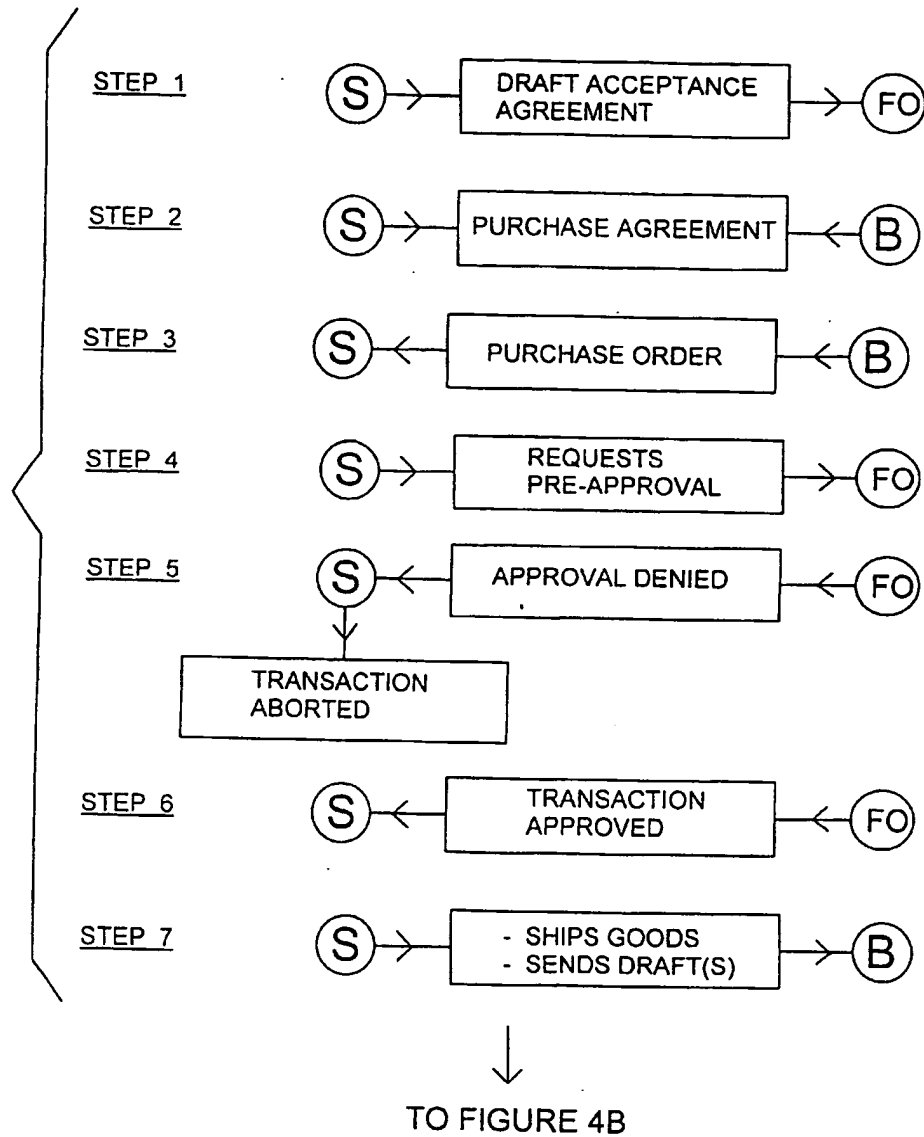 STEP 1
S
DRAFT ACCEPTANCE
AGREEMENT
FO
STEP 2
S
PURCHASE AGREEMENT
B
STEP 3
S
PURCHASE ORDER
B
STEP 4
S
REQUESTS
PRE-APPROVAL
FO
STEP 5
S
APPROVAL DENIED
FO
TRANSACTION
ABORTED
STEP 6
S
TRANSACTION
APPROVED
FO
STEP 7
S
- SHIPS GOODS
- SENDS DRAFT(S)
B
TO FIGURE 4B